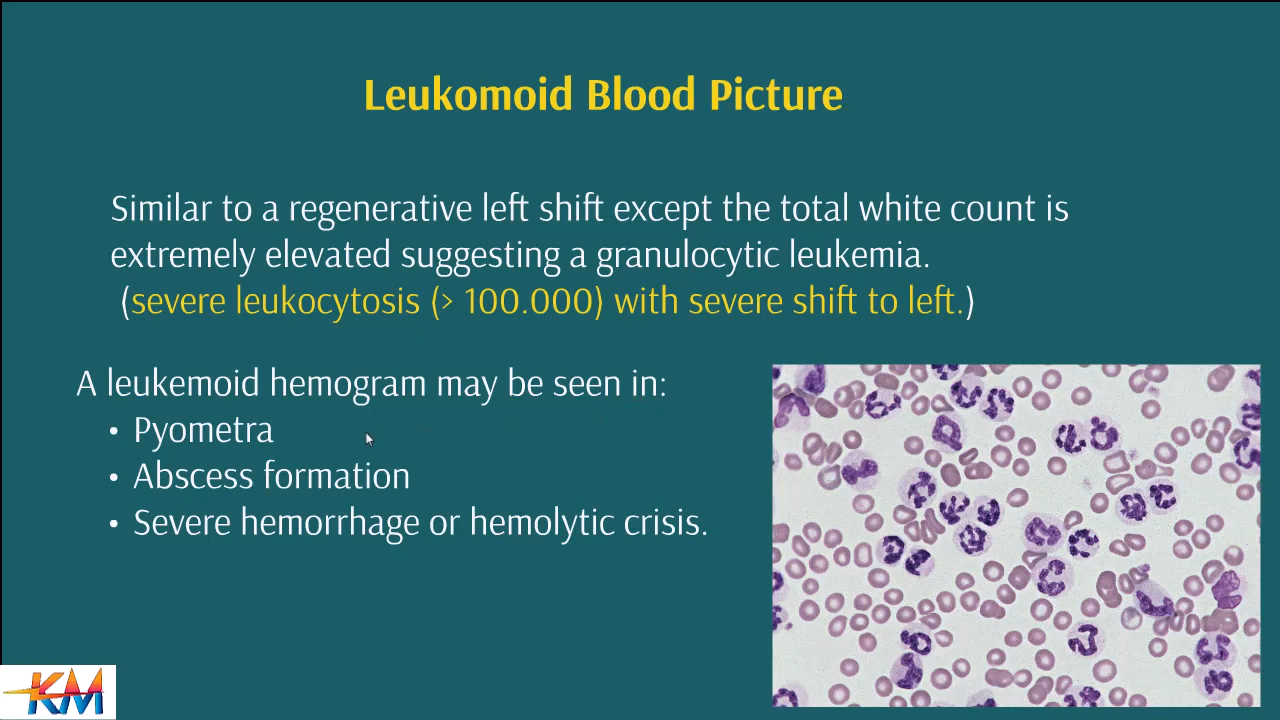 Leukomoid Blood Picture
Similar to a regenerative left shift except the total white count is
extremely elevated suggesting a granulocytic leukemia.
(severe leukocytosis (> 100.000) with severe shift to left.)
A leukemoid hemogram may be seen in:
• Pyometra
• Abscess formation
• Severe hemorrhage or hemolytic crisis.
KM